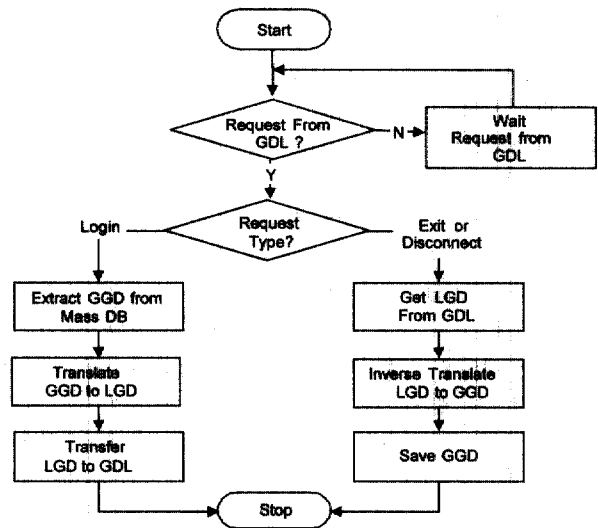 Start
Request From
GDL ?
N
Wait
Request from
GDL
Y
Request
Type?
Login
Exit or
Disconnect
Extract GGD from
Mass DB
Get LGD
From GDL
Translate
GGD to LGD
Inverse Translate
LGD to GGD
Transfer
LGD to GDL
Save GGD
Stop